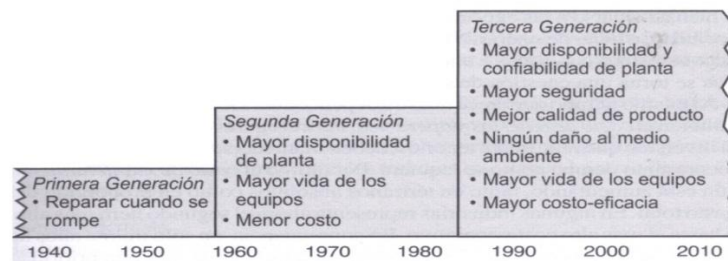 Primera Generación
• Reparar cuando se
rompe
Segunda Generación
• Mayor disponibilidad
de planta
• Mayor vida de los
equipos
• Menor costo
Tercera Generación
• Mayor disponibilidad y
confiabilidad de planta
• Mayor seguridad
• Mejor calidad de producto
• Ningún daño al medio
ambiente
• Mayor vida de equipos
• Mayor costo-eficacia
1940 1950 1960 1970 1980 1990 2000 2010